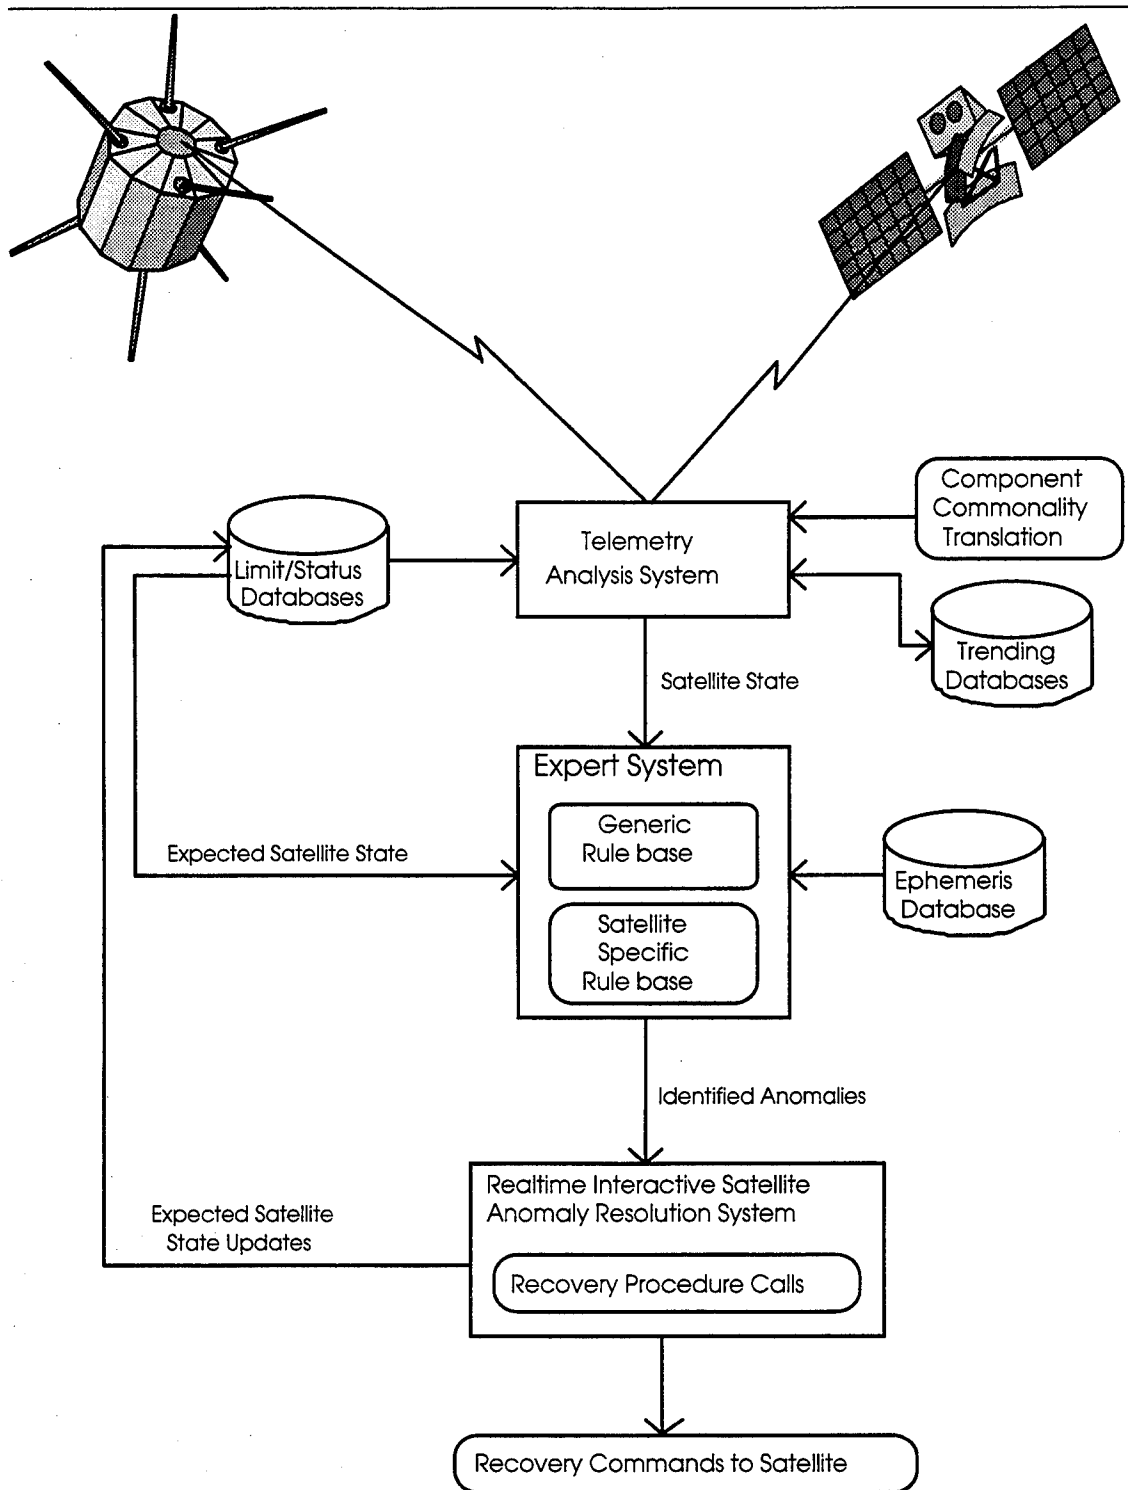 Component
Commonality
Translation
Telemetry
Analysis System
Limit/Status
Databases
Trending
Databases
Satellite State
Expert System
Generic
Rule base
Expected Satellite State
Ephemeris
Database
Satellite
Specific
Rule base
Identified Anomalies
Realtime Interactive Satellite
Anomaly Resolution System
Expected Satellite
State Updates
Recovery Procedure Calls
Recovery Commands to Satellite